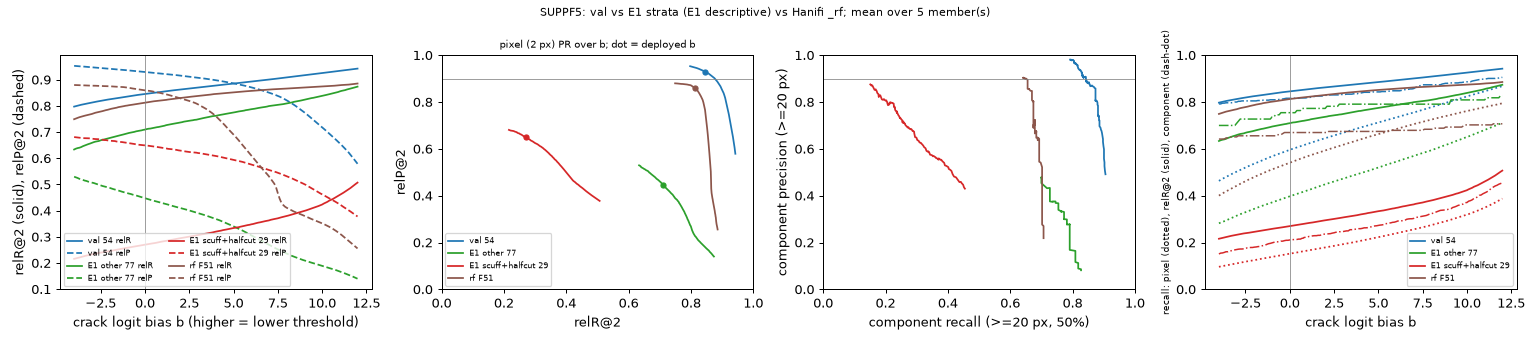 SUPPF5: val vs E1 strata (E1 descriptive) vs Hanifi _rf; mean over 5 member(s)
relR@2 (solid), relP@2 (dashed)
0.9
0.8
0.7
0.6
0.5
0.4
0.3
0.2
0.1
val 54 relR
val 54 relP
E1 other 77 relR
E1 other 77 relP
E1 scuff+halfcut 29 relR
E1 scuff+halfcut 29 relP
rf F51 relR
rf F51 relP
−2.5 0.0 2.5 5.0 7.5 10.0 12.5
crack logit bias b (higher = lower threshold)
pixel (2 px) PR over b; dot = deployed b
relP@2
1.0
0.8
0.6
0.4
0.2
0.0
val 54
E1 other 77
E1 scuff+halfcut 29
rf F51
0.0 0.2 0.4 0.6 0.8 1.0
relR@2
component precision (>=20 px)
1.0
0.8
0.6
0.4
0.2
0.0
0.0 0.2 0.4 0.6 0.8 1.0
component recall (>=20 px, 50%)
recall: pixel (dotted), relR@2 (solid), component (dash-dot)
1.0
0.8
0.6
0.4
0.2
0.0
val 54
E1 other 77
E1 scuff+halfcut 29
rf F51
−2.5 0.0 2.5 5.0 7.5 10.0 12.5
crack logit bias b